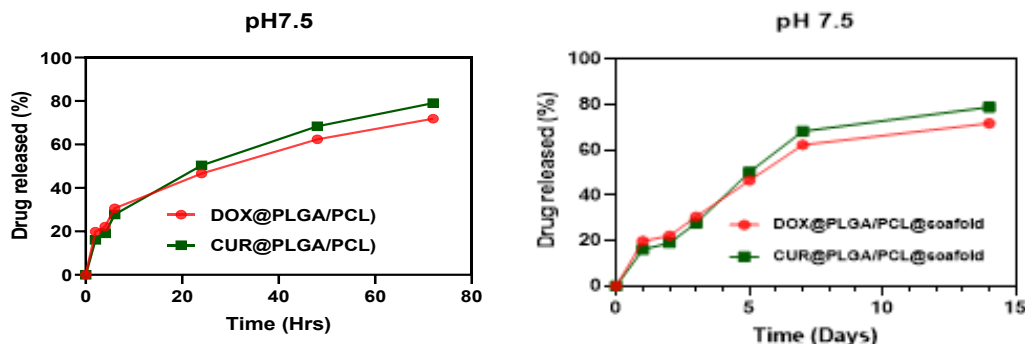 pH7.5
100
80
60
40
20
0
Drug released (%)
DOX@PLGA/PCL)
CUR@PLGA/PCL)
0 20 40 60 80
Time (Hrs)
pH 7.5
100
80
60
40
20
0
Drug released (%)
DOX@PLGA/PCL@soafold
CUR@PLGA/PCL@soafold
0 5 10 15
Time (Days)